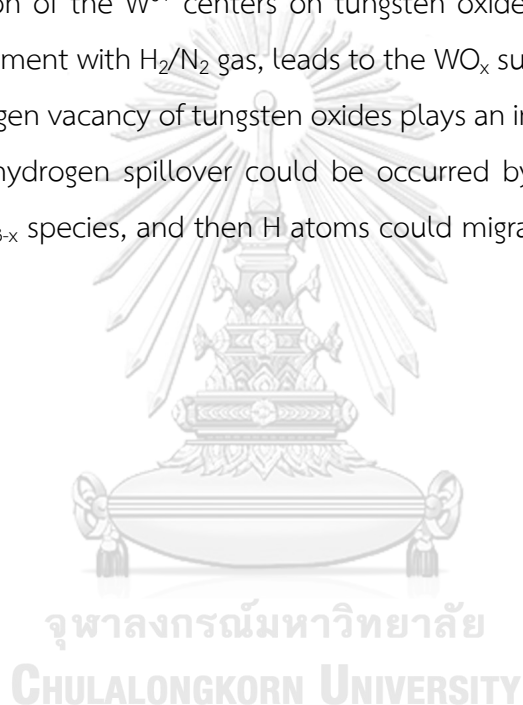 on of the W⁶⁺ centers on tungsten oxide
ment with H₂/N₂ gas, leads to the WOₓ su
gen vacancy of tungsten oxides plays an i
hydrogen spillover could be occurred by
₃₋ₓ species, and then H atoms could migra
จุฬาลงกรณ์มหาวิทยาลัย
CHULALONGKORN UNIVERSITY